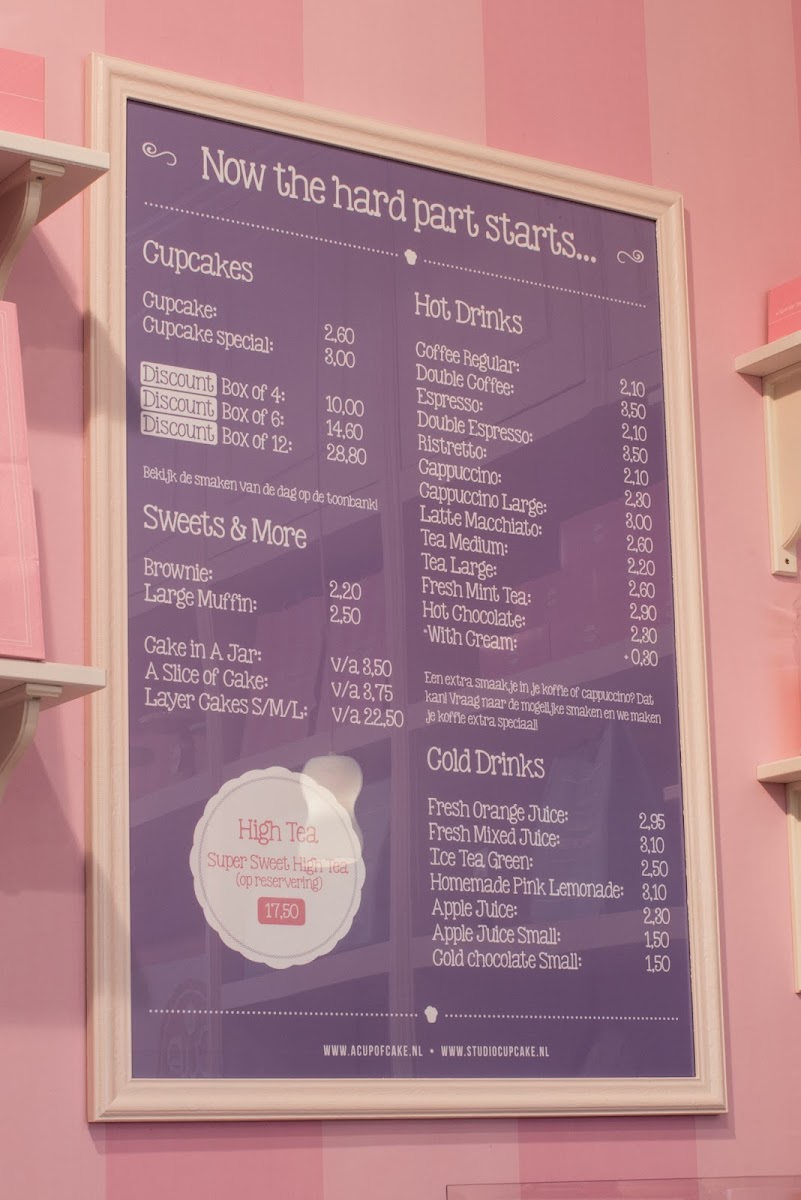 Now the hard part starts...
Cupcakes
Cupcake: 2,60
Cupcake special: 3,00
Discount Box of 4: 10,00
Discount Box of 6: 14,60
Discount Box of 12: 28,80
Bekijk de smaken van de dag op de toonbank!
Sweets & More
Brownie: 2,20
Large Muffin: 2,50
Cake in A Jar: v/a 3,50
A Slice of Cake: v/a 3,75
Layer Cakes S/M/L: v/a 22,50
High Tea
Super Sweet High Tea
(op reservering)
17,50
Hot Drinks
Coffee Regular: 2,10
Double Coffee: 3,50
Espresso: 2,10
Double Espresso: 3,50
Ristretto: 2,10
Cappuccino: 2,30
Cappuccino Large: 3,00
Latte Macchiato: 2,60
Tea Medium: 2,20
Tea Large: 2,60
Fresh Mint Tea: 2,90
Hot Chocolate: 2,30
*With Cream: + 0,30
Een extra smaakje in je koffie of cappuccino? Dat
kan! Vraag naar de mogelijke smaken en we maken
je koffie extra speciaal!
Cold Drinks
Fresh Orange Juice: 2,95
Fresh Mixed Juice: 3,10
Ice Tea Green: 2,50
Homemade Pink Lemonade: 3,10
Apple Juice: 2,30
Apple Juice Small: 1,50
Cold chocolate Small: 1,50
WWW.ACUPOFCAKE.NL • WWW.STUDIOCUPCAKE.NL